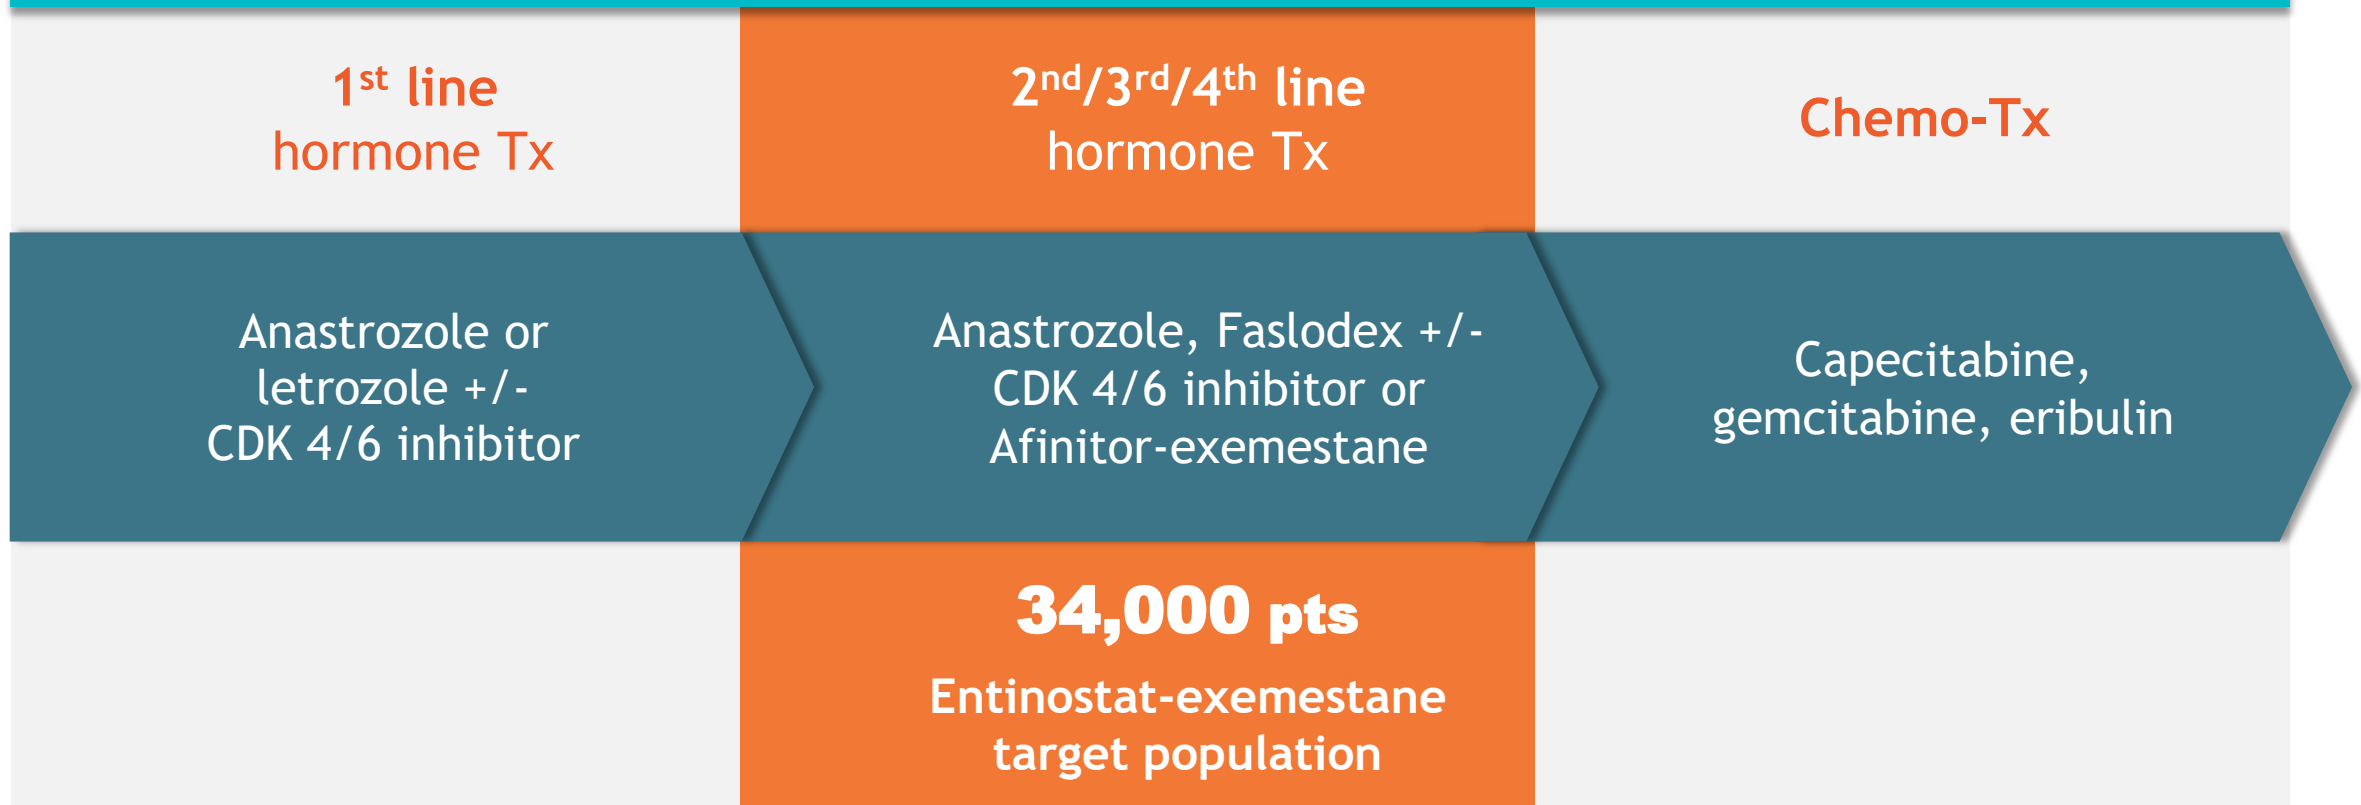 1st line
hormone Tx
2nd/3rd/4th line
hormone Tx
Chemo-Tx
Anastrozole or
letrozole +/-
CDK 4/6 inhibitor
Anastrozole, Faslodex +/-
CDK 4/6 inhibitor or
Afinitor-exemestane
Capecitabine,
gemcitabine, eribulin
34,000 pts
Entinostat-exemestane
target population